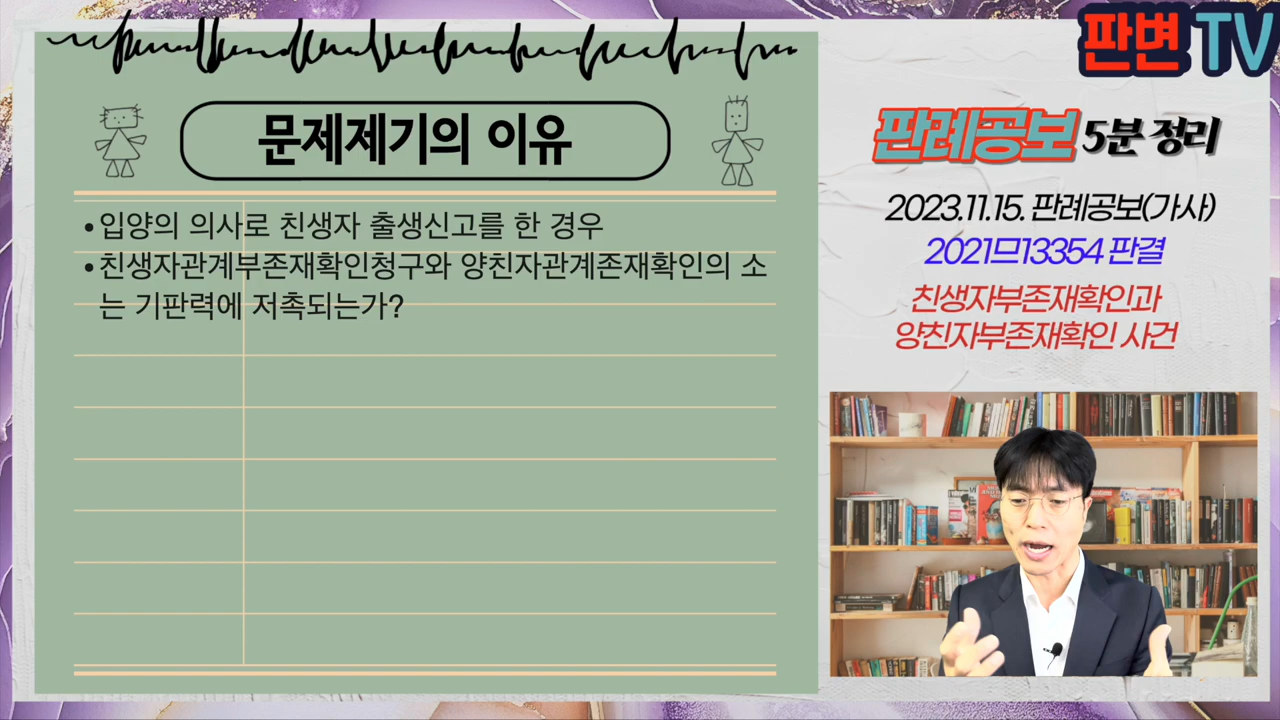 판변 TV
문제제기의 이유
•입양의 의사로 친생자 출생신고를 한 경우
•친생자관계부존재확인청구와 양친자관계존재확인의 소
는 기판력에 저촉되는가?
판례공보 5분 정리
2023.11.15. 판례공보(가사)
2021므13354 판결
친생자부존재확인과
양친자부존재확인 사건